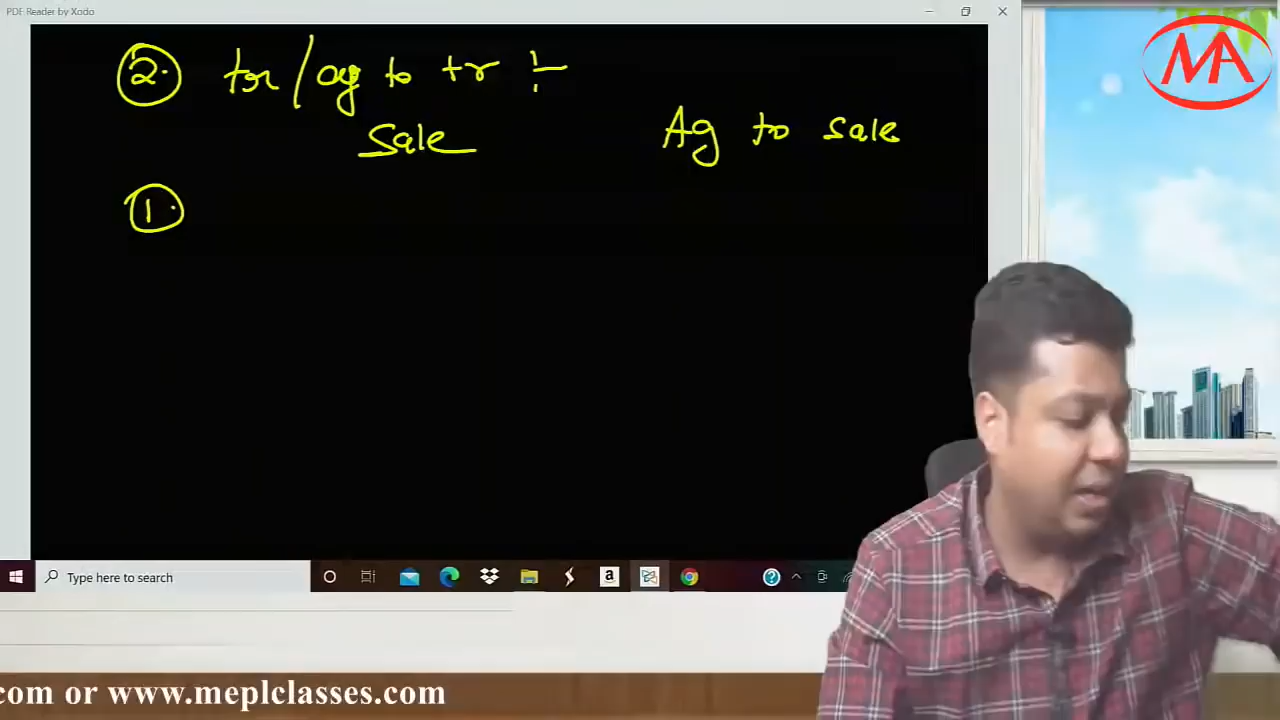 PDF Reader by Xodo
MA
2. tr / ag to tr :-
Sale
Ag to sale
1.
Type here to search
.com or www.meplclasses.com